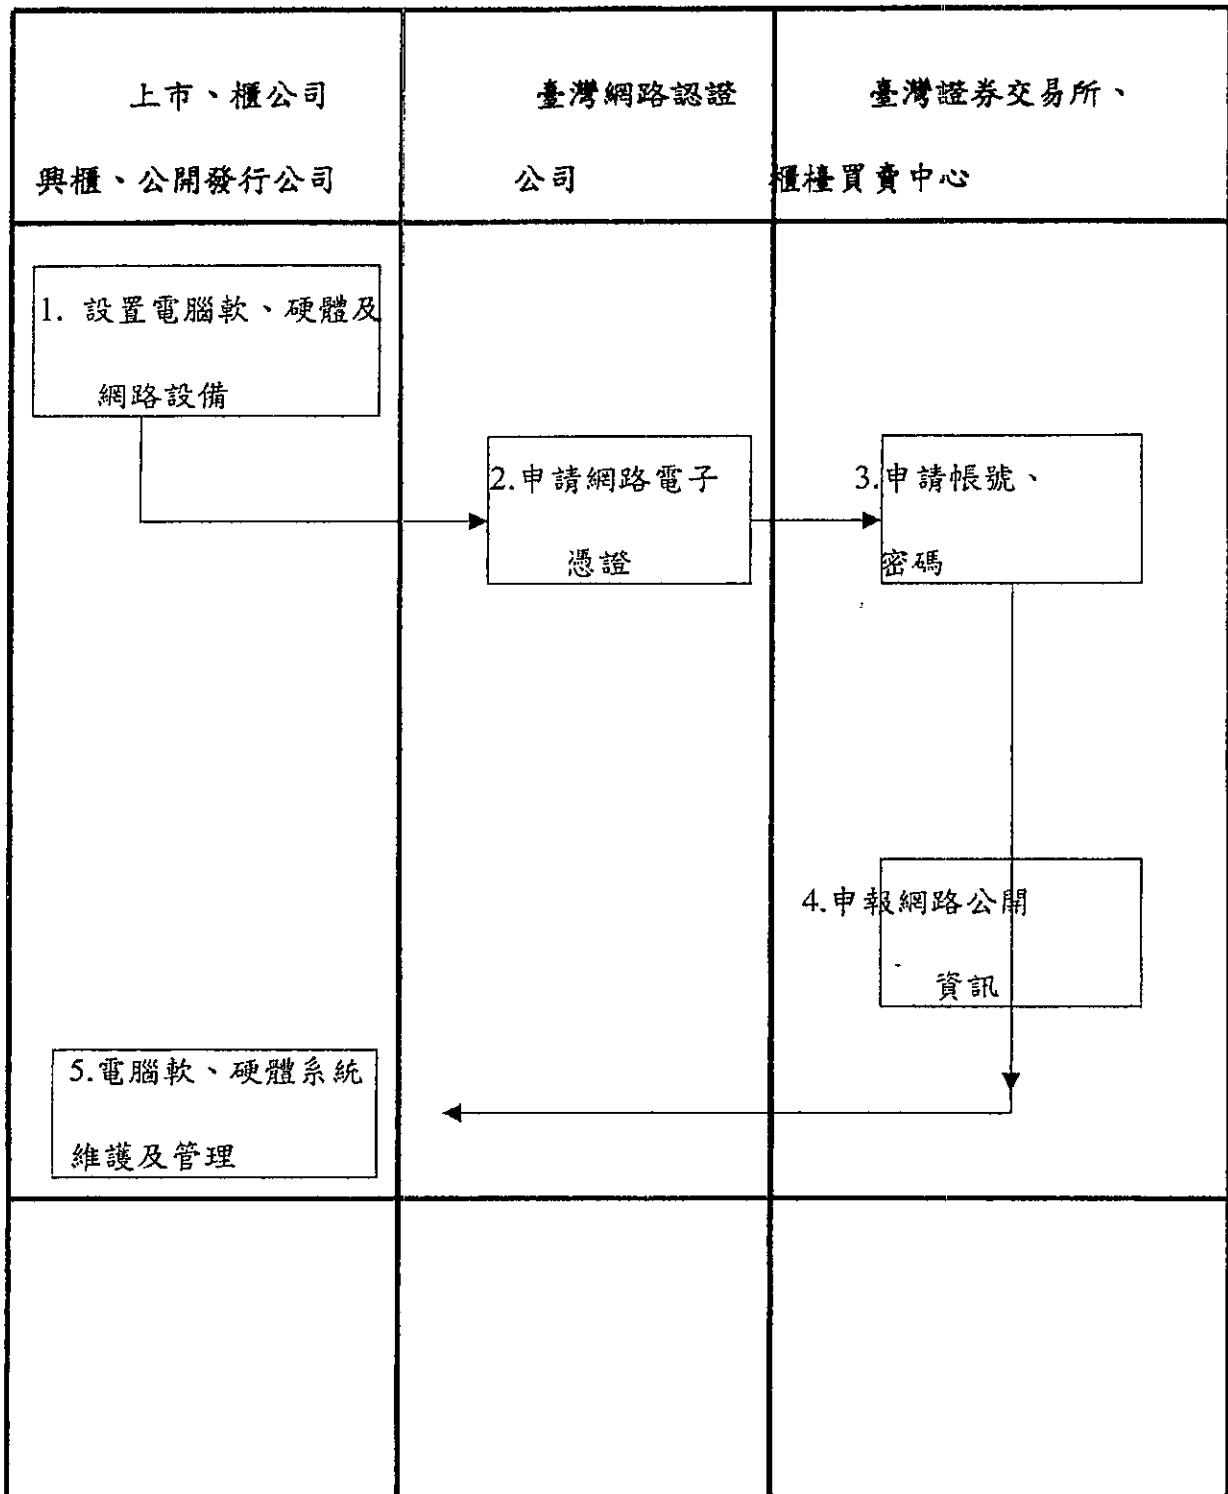 上市、櫃公司
興櫃、公開發行公司
臺灣網路認證
公司
臺灣證券交易所、
櫃檯買賣中心
1. 設置電腦軟、硬體及
網路設備
2.申請網路電子
憑證
3.申請帳號、
密碼
4.申報網路公開
資訊
5.電腦軟、硬體系統
維護及管理